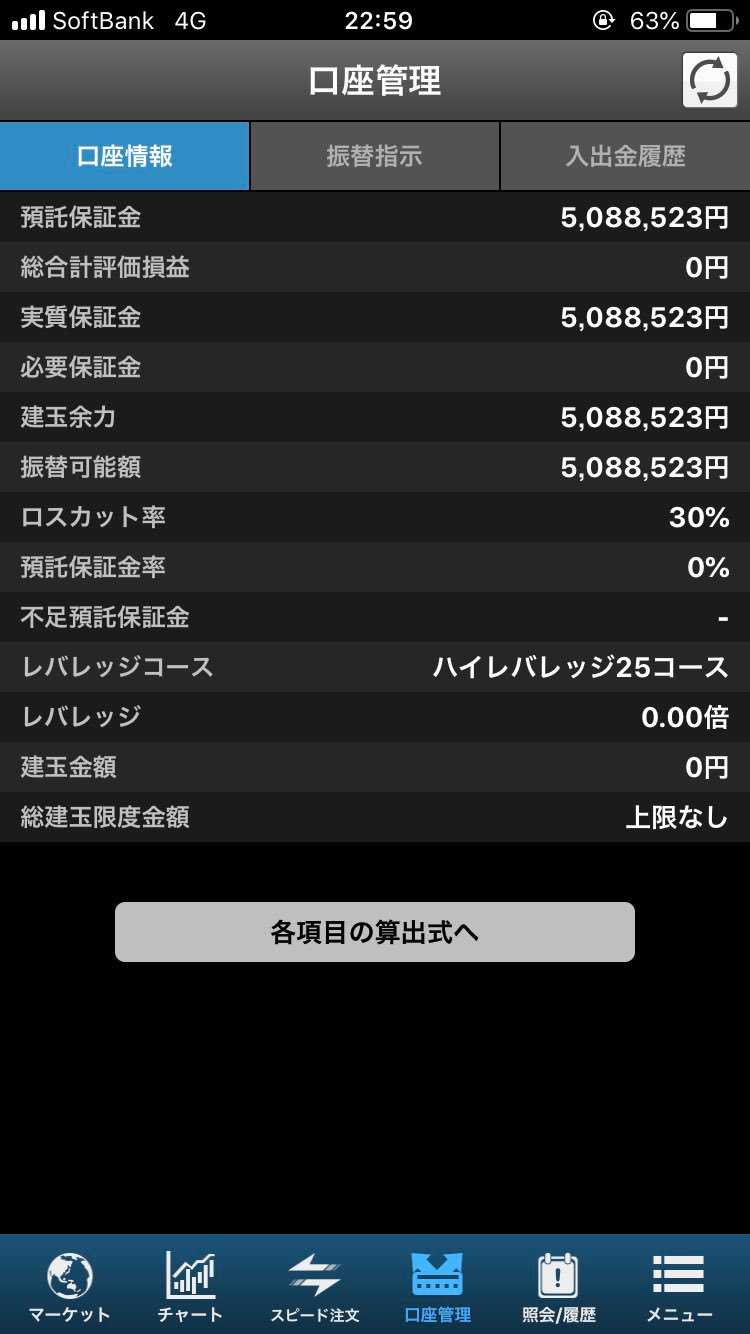 SoftBank 4G 22:59 63%
口座管理
口座情報 振替指示 入出金履歴
預託保証金 5,088,523円
総合計評価損益 0円
実質保証金 5,088,523円
必要保証金 0円
建玉余力 5,088,523円
振替可能額 5,088,523円
ロスカット率 30%
預託保証金率 0%
不足預託保証金 -
レバレッジコース ハイレバレッジ25コース
レバレッジ 0.00倍
建玉金額 0円
総建玉限度金額 上限なし
各項目の算出式へ
マーケット チャート スピード注文 口座管理 照会/履歴 メニュー